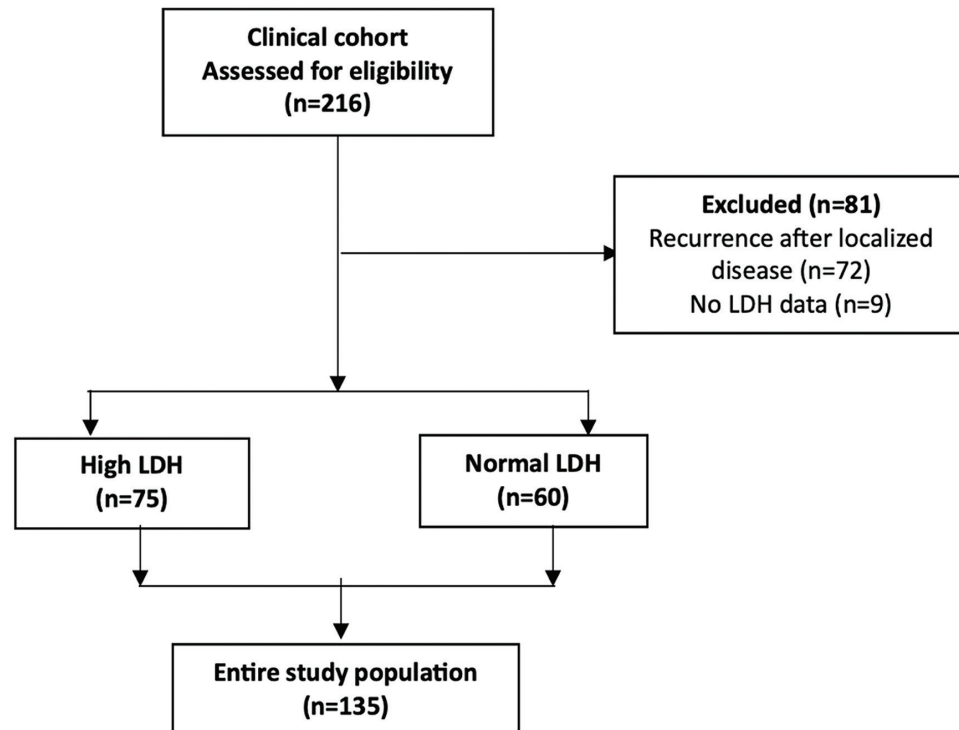 Clinical cohort
Assessed for eligibility
(n=216)
Excluded (n=81)
Recurrence after localized
disease (n=72)
No LDH data (n=9)
High LDH
(n=75)
Normal LDH
(n=60)
Entire study population
(n=135)